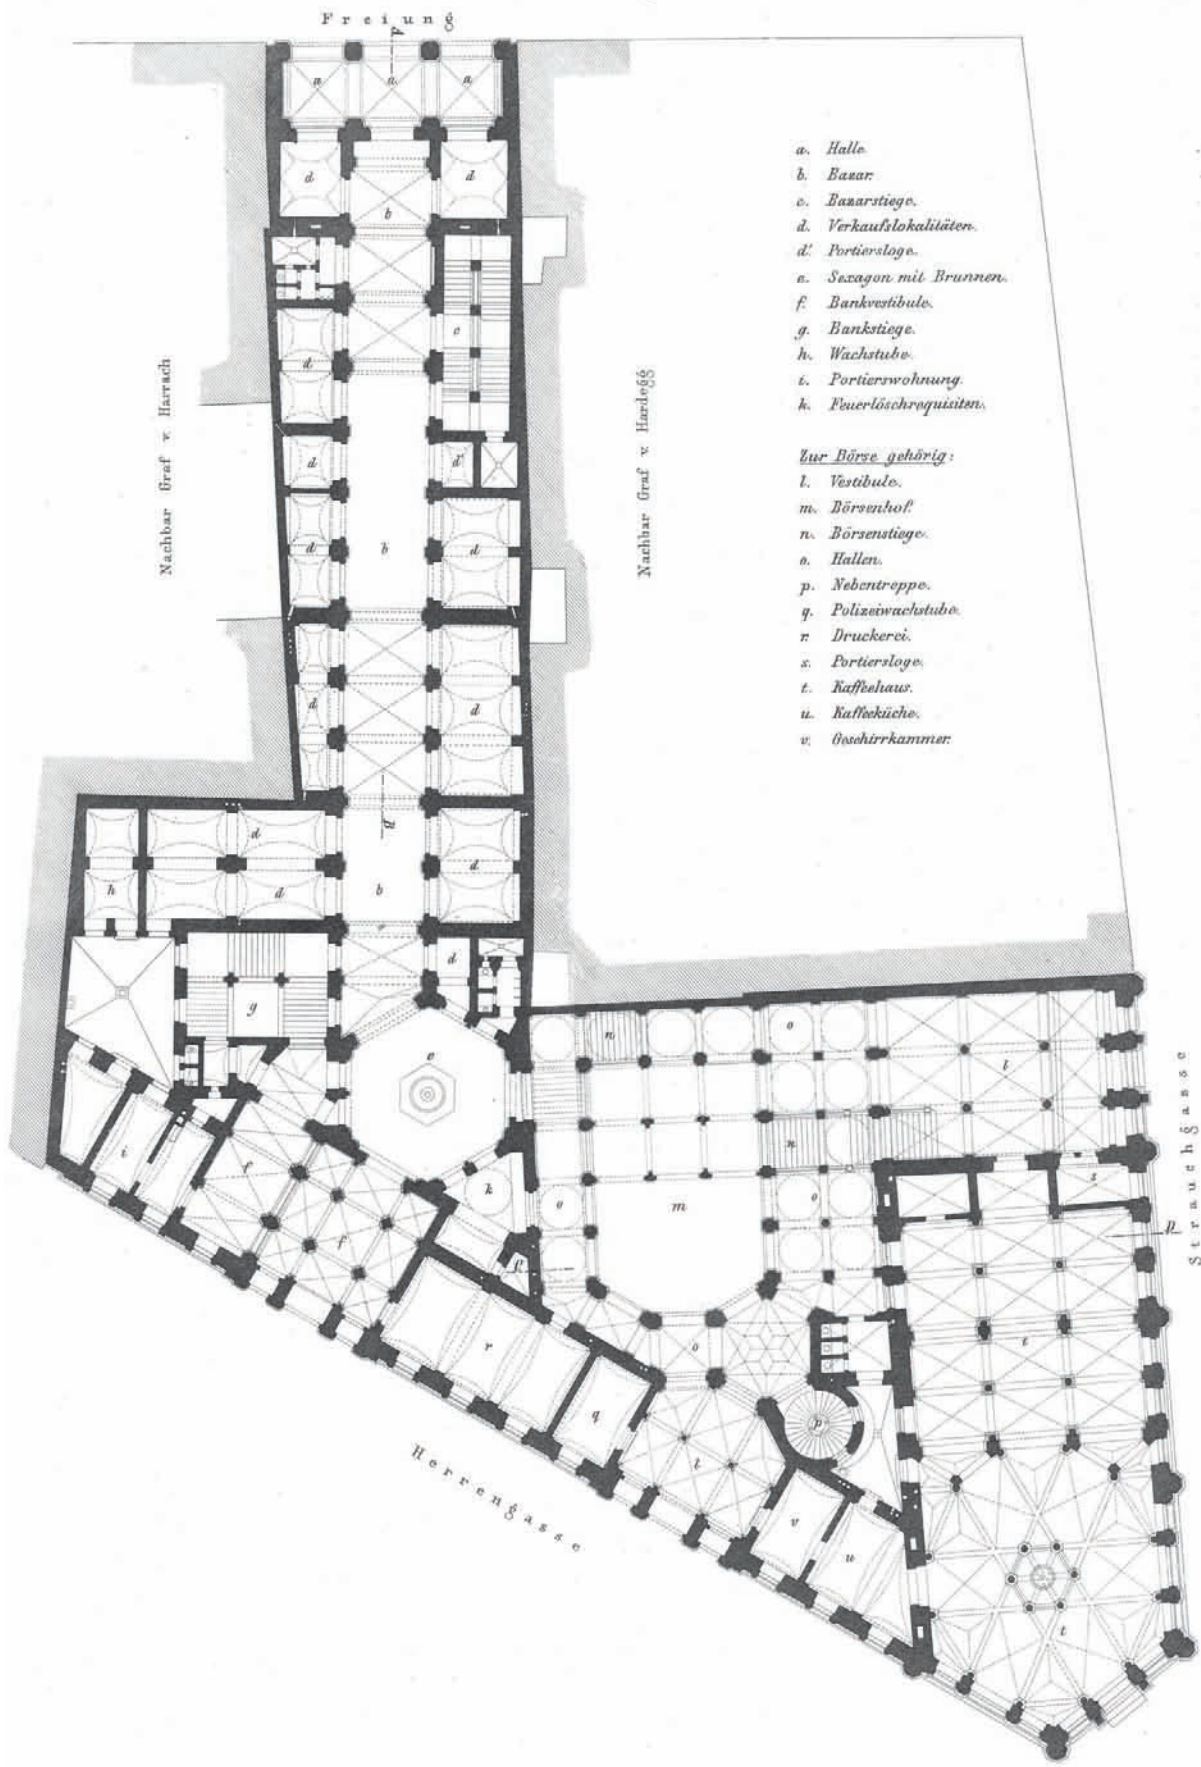 Freiung
A
a a a
a. Halle.
b. Bazar.
c. Bazarstiege.
d. Verkaufslokalitäten.
d'. Portiersloge.
e. Sexagon mit Brunnen.
f. Bankvestibule.
g. Bankstiege.
h. Wachstube.
i. Portierswohnung.
k. Feuerlöschrequisiten.
Zur Börse gehörig:
l. Vestibule.
m. Börsenhof.
n. Börsenstiege.
o. Hallen.
p. Nebentreppe.
q. Polizeiwachstube.
r. Druckerei.
s. Portiersloge.
t. Kaffeehaus.
u. Kaffeeküche.
v. Geschirrkammer.
d d
b
c
d
d d'
d b d
d d
B
d d
h d b
d
g e
n o
l
n
i f k o o s
m
f
D
r o t
q p
l
v u
t
Nachbar Graf v. Harrach
Nachbar Graf v. Hardegg
Herrengasse
Strauchgasse